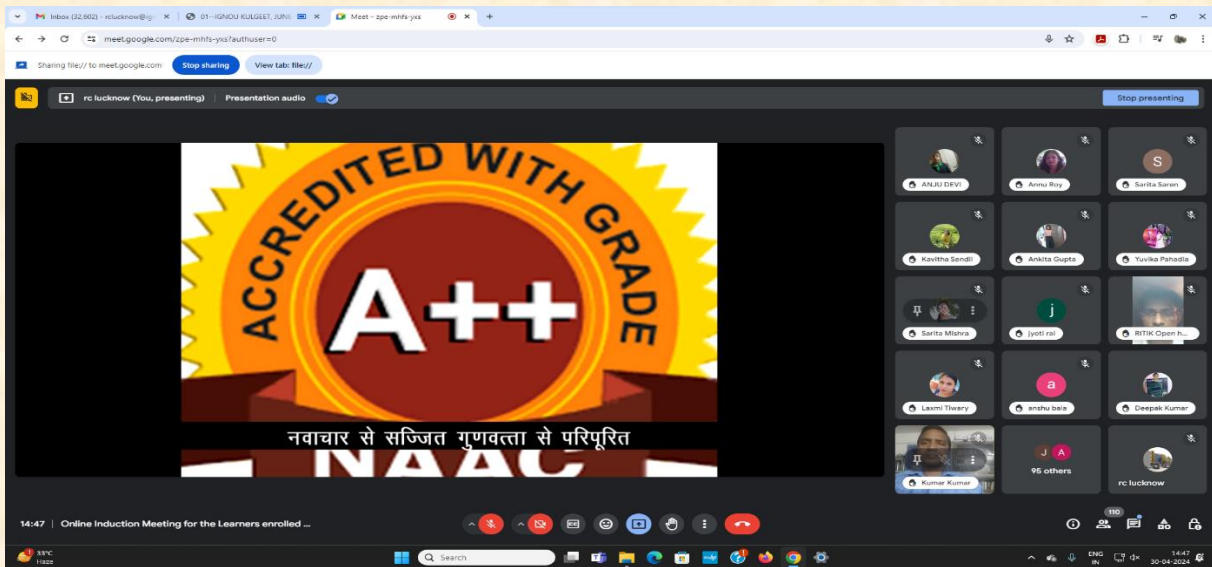 Inbox (32,602) - rclucknow@ig
01--IGNOU KULGEET, JUNE
Meet – zpe-mhfs-yxs
meet.google.com/zpe-mhfs-yxs?authuser=0
Sharing file:// to meet.google.com
Stop sharing
View tab: file://
rc lucknow (You, presenting)
Presentation audio
Stop presenting
ACCREDITED WITH GRADE
A++
नवाचार से सज्जित गुणवत्ता से परिपूरित
NAAC
ANJU DEVI
Annu Roy
S
Sarita Saren
Kavitha Sendil
Ankita Gupta
Yuvika Pahadia
Sarita Mishra
j
jyoti rai
RITIK Open h...
Laxmi Tiwary
a
anshu bala
Deepak Kumar
Kumar Kumar
J A
95 others
rc lucknow
14:47 | Online Induction Meeting for the Learners enrolled ...
110
33°C
Haze
Search
ENG
IN
14:47
30-04-2024